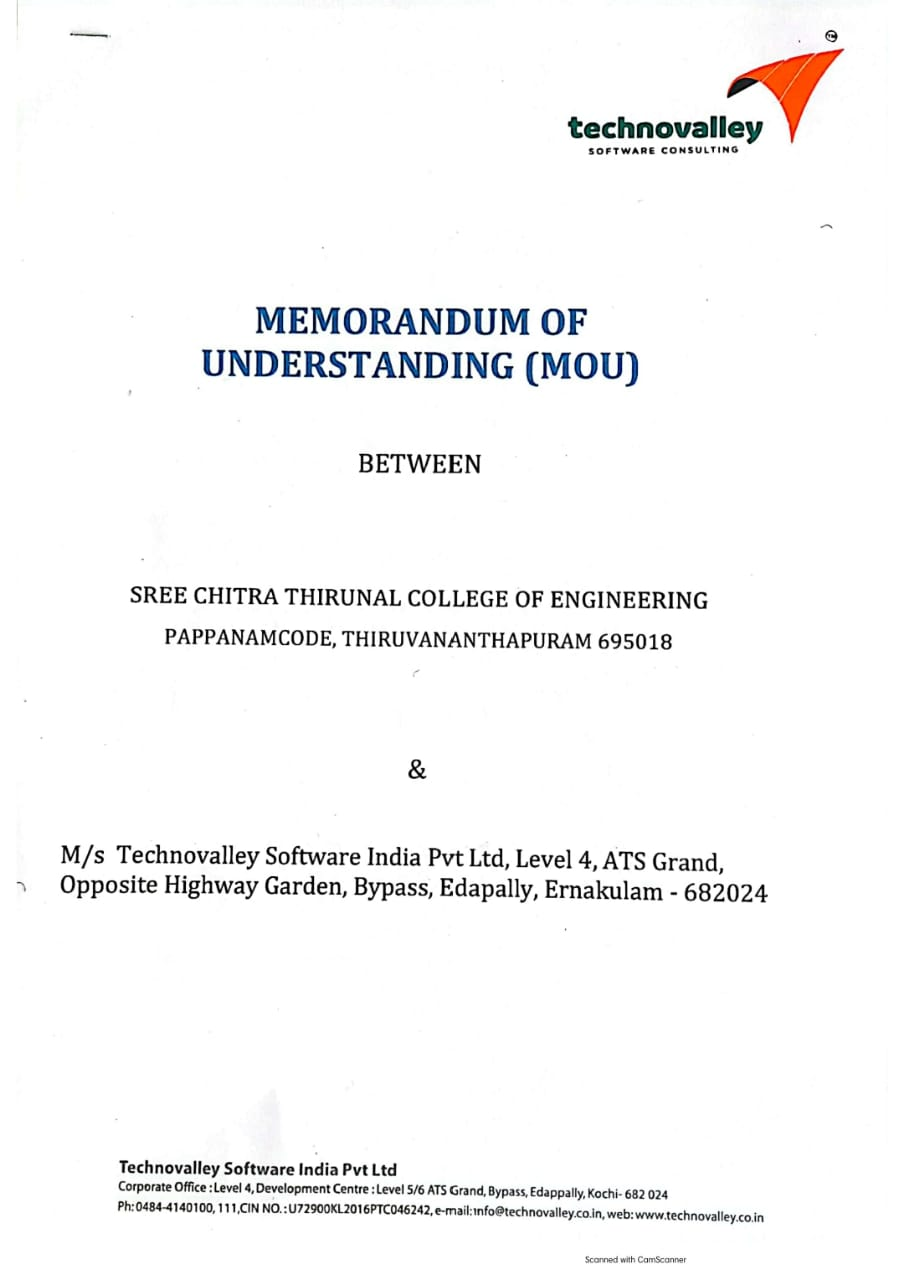 TM
technovalley
SOFTWARE CONSULTING
MEMORANDUM OF
UNDERSTANDING (MOU)
BETWEEN
SREE CHITRA THIRUNAL COLLEGE OF ENGINEERING
PAPPANAMCODE, THIRUVANANTHAPURAM 695018
&
M/s Technovalley Software India Pvt Ltd, Level 4, ATS Grand,
Opposite Highway Garden, Bypass, Edapally, Ernakulam - 682024
Technovalley Software India Pvt Ltd
Corporate Office : Level 4, Development Centre : Level 5/6 ATS Grand, Bypass, Edappally, Kochi- 682 024
Ph: 0484-4140100, 111,CIN NO. : U72900KL2016PTC046242, e-mail: info@technovalley.co.in, web: www.technovalley.co.in
Scanned with CamScanner